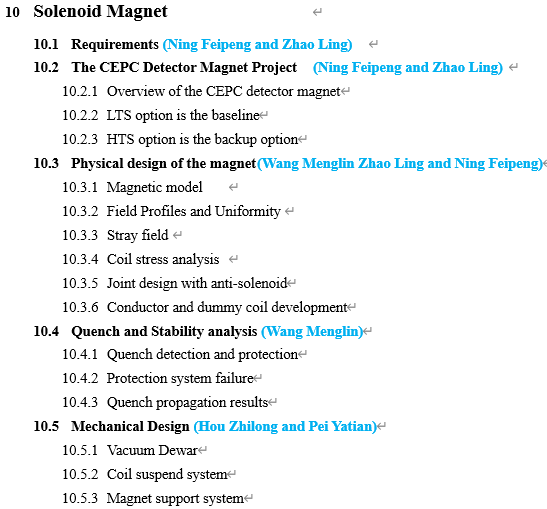 10 Solenoid Magnet
10.1 Requirements (Ning Feipeng and Zhao Ling)
10.2 The CEPC Detector Magnet Project (Ning Feipeng and Zhao Ling)
10.2.1 Overview of the CEPC detector magnet
10.2.2 LTS option is the baseline
10.2.3 HTS option is the backup option
10.3 Physical design of the magnet(Wang Menglin Zhao Ling and Ning Feipeng)
10.3.1 Magnetic model
10.3.2 Field Profiles and Uniformity
10.3.3 Stray field
10.3.4 Coil stress analysis
10.3.5 Joint design with anti-solenoid
10.3.6 Conductor and dummy coil development
10.4 Quench and Stability analysis (Wang Menglin)
10.4.1 Quench detection and protection
10.4.2 Protection system failure
10.4.3 Quench propagation results
10.5 Mechanical Design (Hou Zhilong and Pei Yatian)
10.5.1 Vacuum Dewar
10.5.2 Coil suspend system
10.5.3 Magnet support system